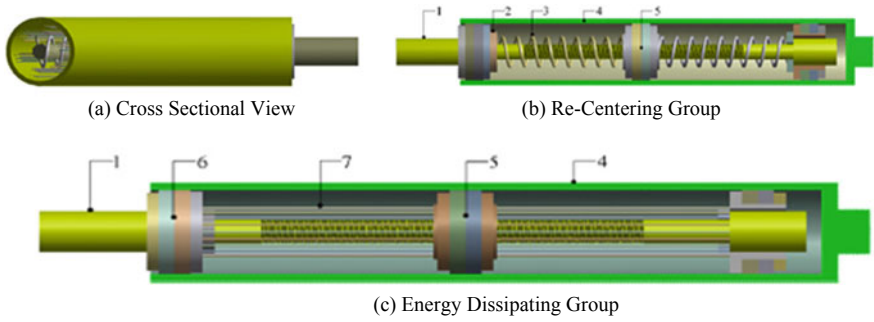 1 2 3 4 5
(a) Cross Sectional View
(b) Re-Centering Group
1 6 7 5 4
(c) Energy Dissipating Group